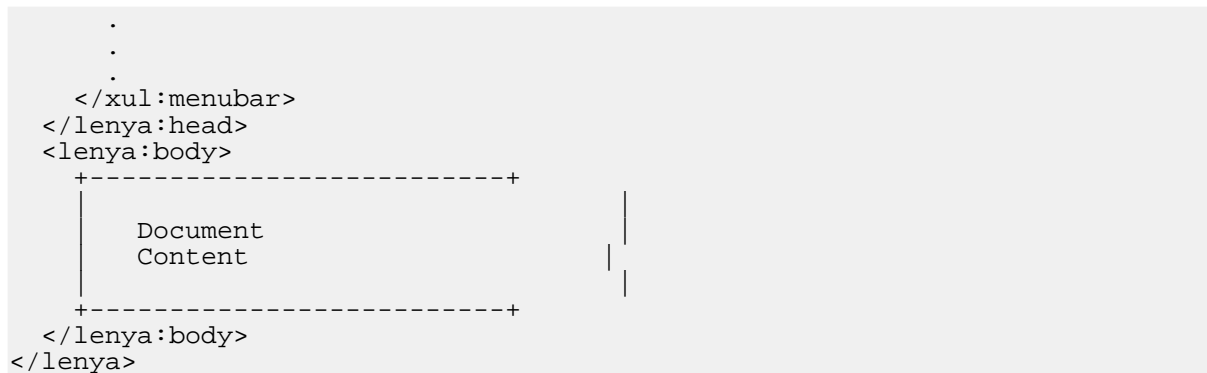 .
      .
      .
    </xul:menubar>
  </lenya:head>
  <lenya:body>
    +--------------------------+
    |                                  |
    |   Document                       |
    |   Content                       |
    |                                  |
    +--------------------------+
  </lenya:body>
</lenya>